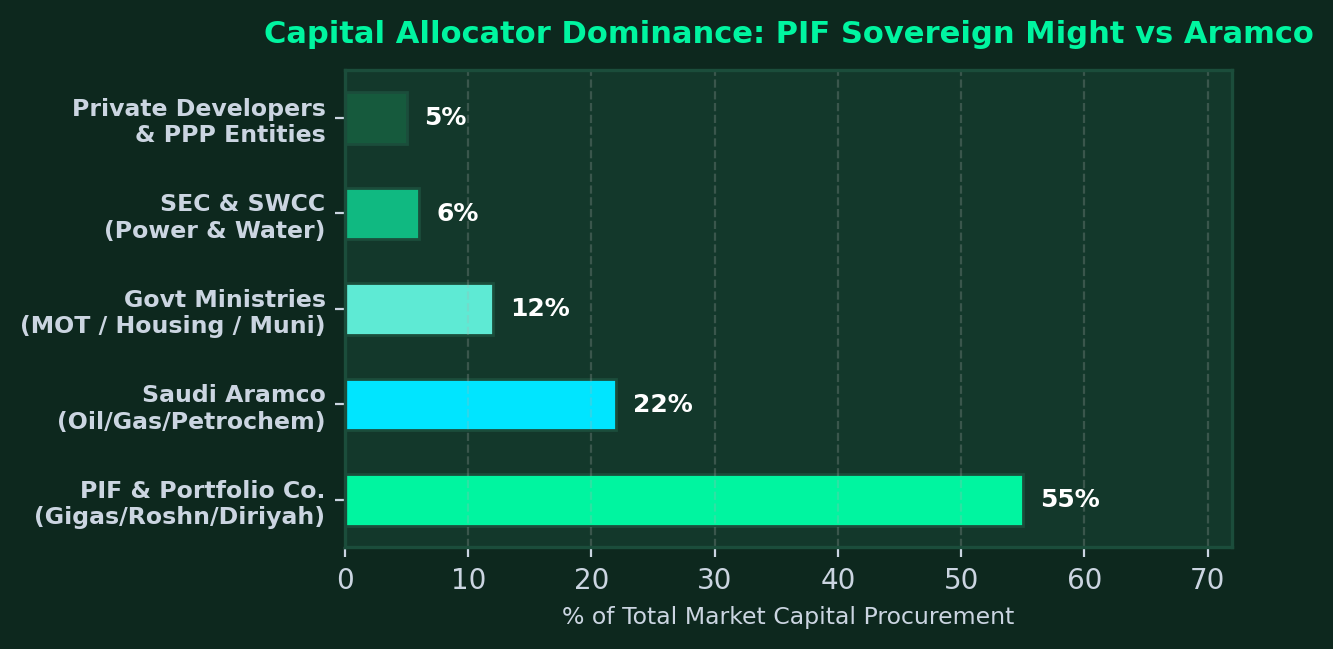 Capital Allocator Dominance: PIF Sovereign Might vs Aramco
Private Developers
& PPP Entities
5%
SEC & SWCC
(Power & Water)
6%
Govt Ministries
(MOT / Housing / Muni)
12%
Saudi Aramco
(Oil/Gas/Petrochem)
22%
PIF & Portfolio Co.
(Gigas/Roshn/Diriyah)
55%
0 10 20 30 40 50 60 70
% of Total Market Capital Procurement